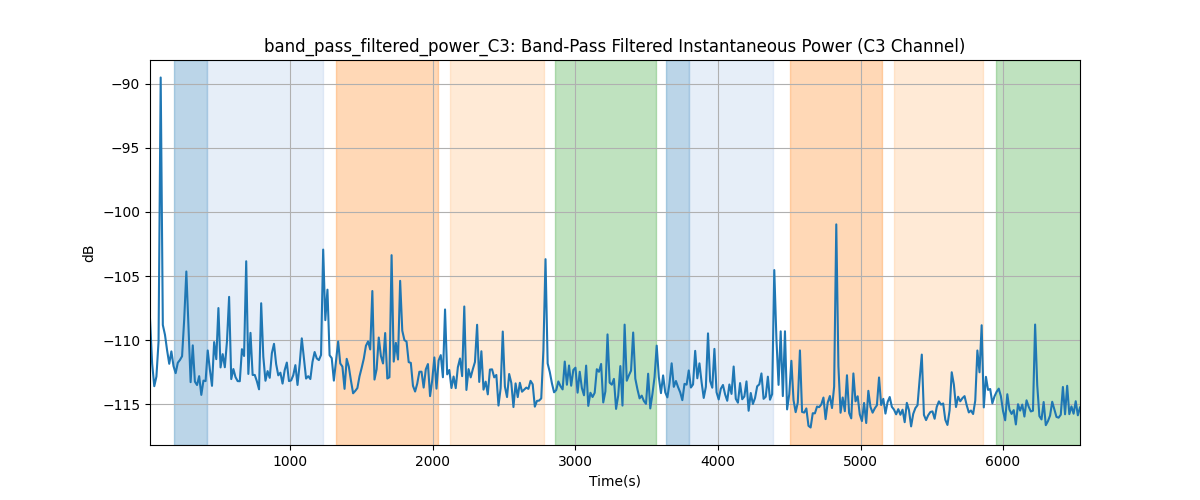 band_pass_filtered_power_C3: Band-Pass Filtered Instantaneous Power (C3 Channel)
−90
−95
−100
−105
−110
−115
dB
1000 2000 3000 4000 5000 6000
Time(s)